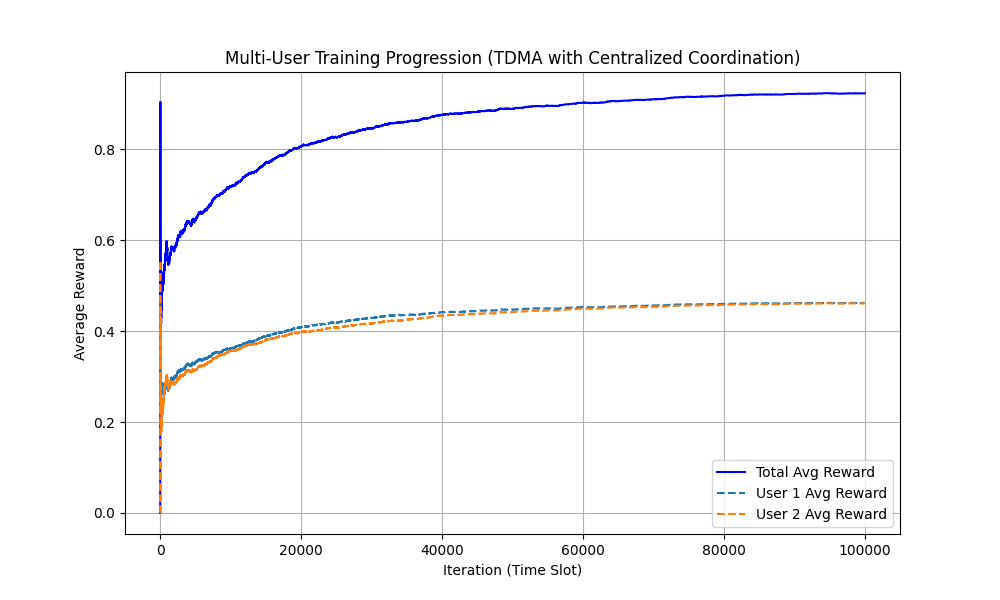 Multi-User Training Progression (TDMA with Centralized Coordination)
Average Reward
0.8
0.6
0.4
0.2
0.0
0 20000 40000 60000 80000 100000
Iteration (Time Slot)
Total Avg Reward
User 1 Avg Reward
User 2 Avg Reward